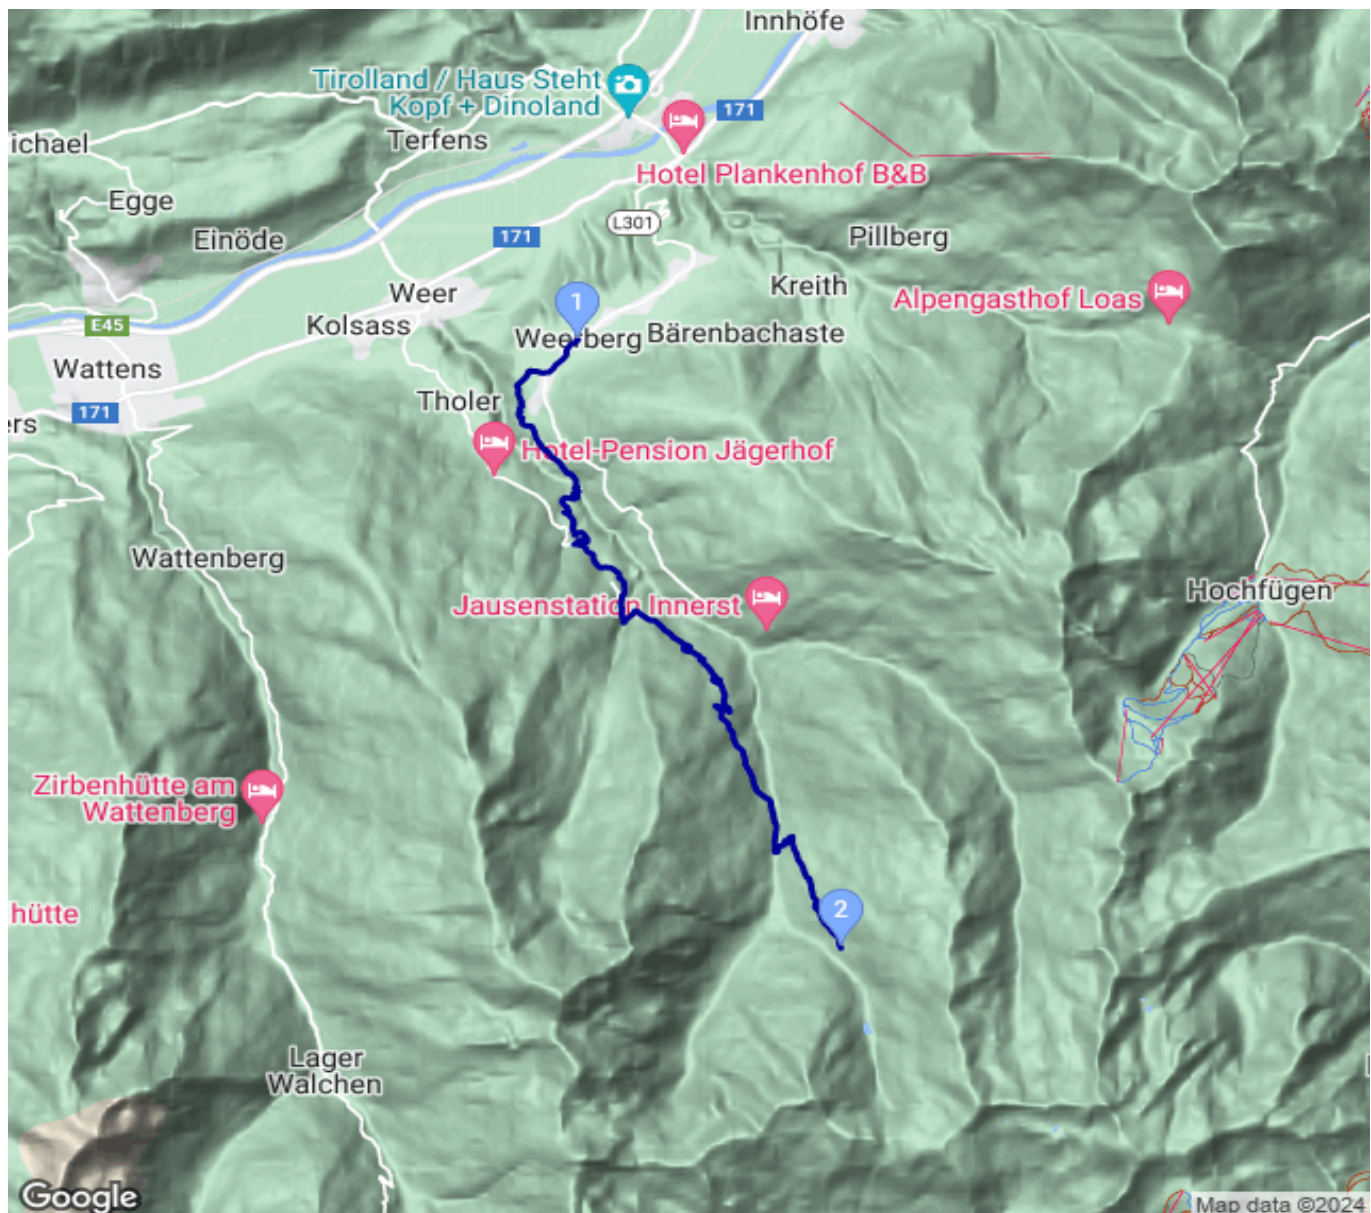 Innhöfe
Tirolland / Haus Steht
Kopf + Dinoland
171
ichael
Terfens
Hotel Plankenhof B&B
Egge
L301
Einöde
171
Pillberg
Kreith
Weer
Alpengasthof Loas
1
E45
Kolsass
Weerberg
Bärenbachaste
Wattens
Tholer
171
ers
Hotel-Pension Jägerhof
Wattenberg
Hochfügen
Jausenstation Innerst
Zirbenhütte am
Wattenberg
hütte
2
Lager
Walchen
Google
Map data ©2024